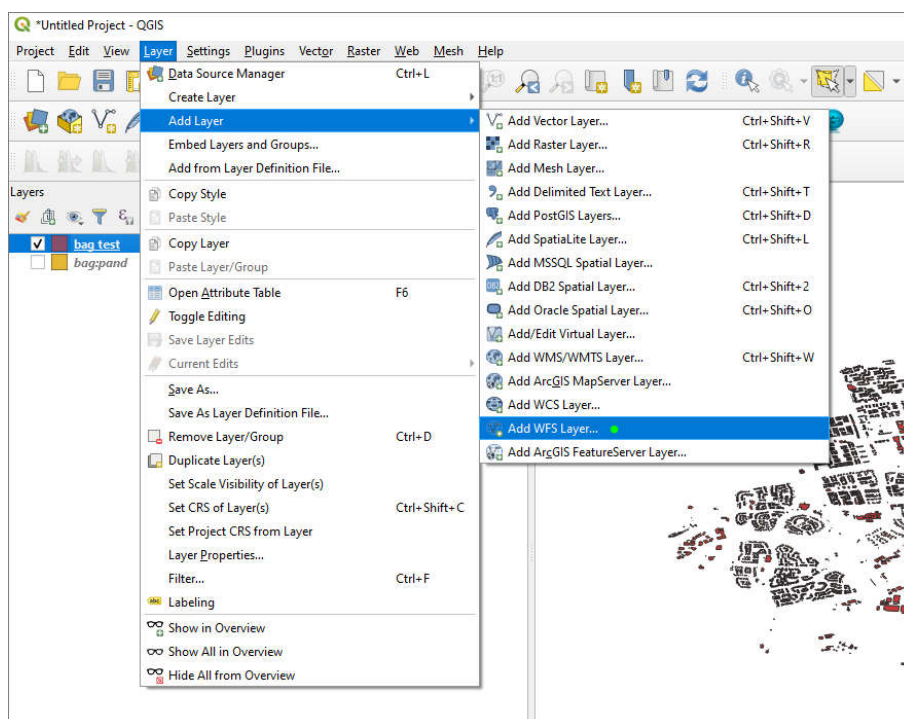 *Untitled Project - QGIS
Project Edit View Layer Settings Plugins Vector Raster Web Mesh Help
Data Source Manager Ctrl+L
Create Layer
Add Layer
Embed Layers and Groups...
Add from Layer Definition File...
Copy Style
Paste Style
Copy Layer
Paste Layer/Group
Open Attribute Table F6
Toggle Editing
Save Layer Edits
Current Edits
Save As...
Save As Layer Definition File...
Remove Layer/Group Ctrl+D
Duplicate Layer(s)
Set Scale Visibility of Layer(s)
Set CRS of Layer(s) Ctrl+Shift+C
Set Project CRS from Layer
Layer Properties...
Filter... Ctrl+F
abc Labeling
Show in Overview
Show All in Overview
Hide All from Overview
Add Vector Layer... Ctrl+Shift+V
Add Raster Layer... Ctrl+Shift+R
Add Mesh Layer...
Add Delimited Text Layer... Ctrl+Shift+T
Add PostGIS Layers... Ctrl+Shift+D
Add SpatiaLite Layer... Ctrl+Shift+L
Add MSSQL Spatial Layer...
Add DB2 Spatial Layer... Ctrl+Shift+2
Add Oracle Spatial Layer... Ctrl+Shift+O
Add/Edit Virtual Layer...
Add WMS/WMTS Layer... Ctrl+Shift+W
Add ArcGIS MapServer Layer...
Add WCS Layer...
Add WFS Layer...
Add ArcGIS FeatureServer Layer...
Layers
bag test
bag:pand